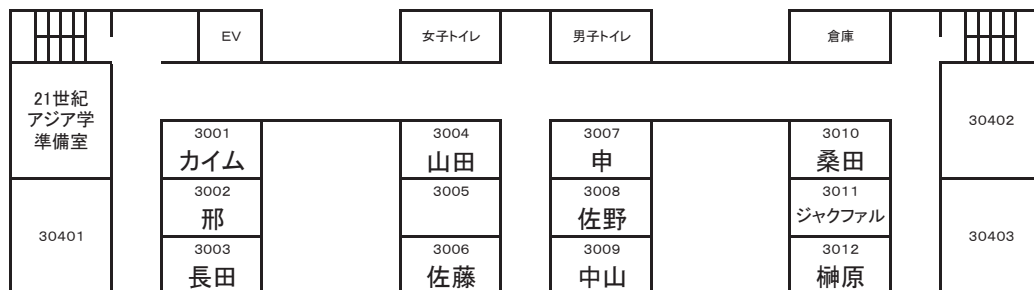 EV
女子トイレ
男子トイレ
倉庫
21世紀
アジア学
準備室
30401
3001
カイム
3002
邢
3003
長田
3004
山田
3005
3006
佐藤
3007
申
3008
佐野
3009
中山
3010
桑田
3011
ジャクファル
3012
榊原
30402
30403